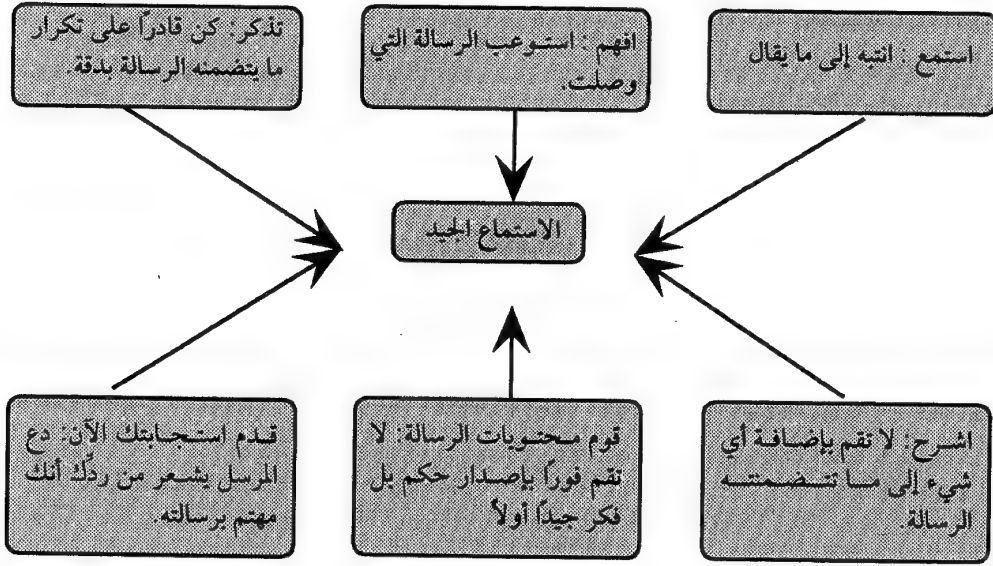 استمع : انتبه إلى ما يقال
افهم : استوعب الرسالة التي
وصلت.
تذكر: كن قادراً على تكرار
ما يتضمنه الرسالة بدقة.
الاستماع الجيد
اشرح: لا تقم بإضافة أي
شيء إلى ما تتضمنته
الرسالة.
قوم محتويات الرسالة: لا
تقم فوراً بإصدار حكم بل
فكر جيداً أولاً
قدم استجابتك الآن: دع
المرسل يشعر من ردّك أنك
مهتم برسالته.